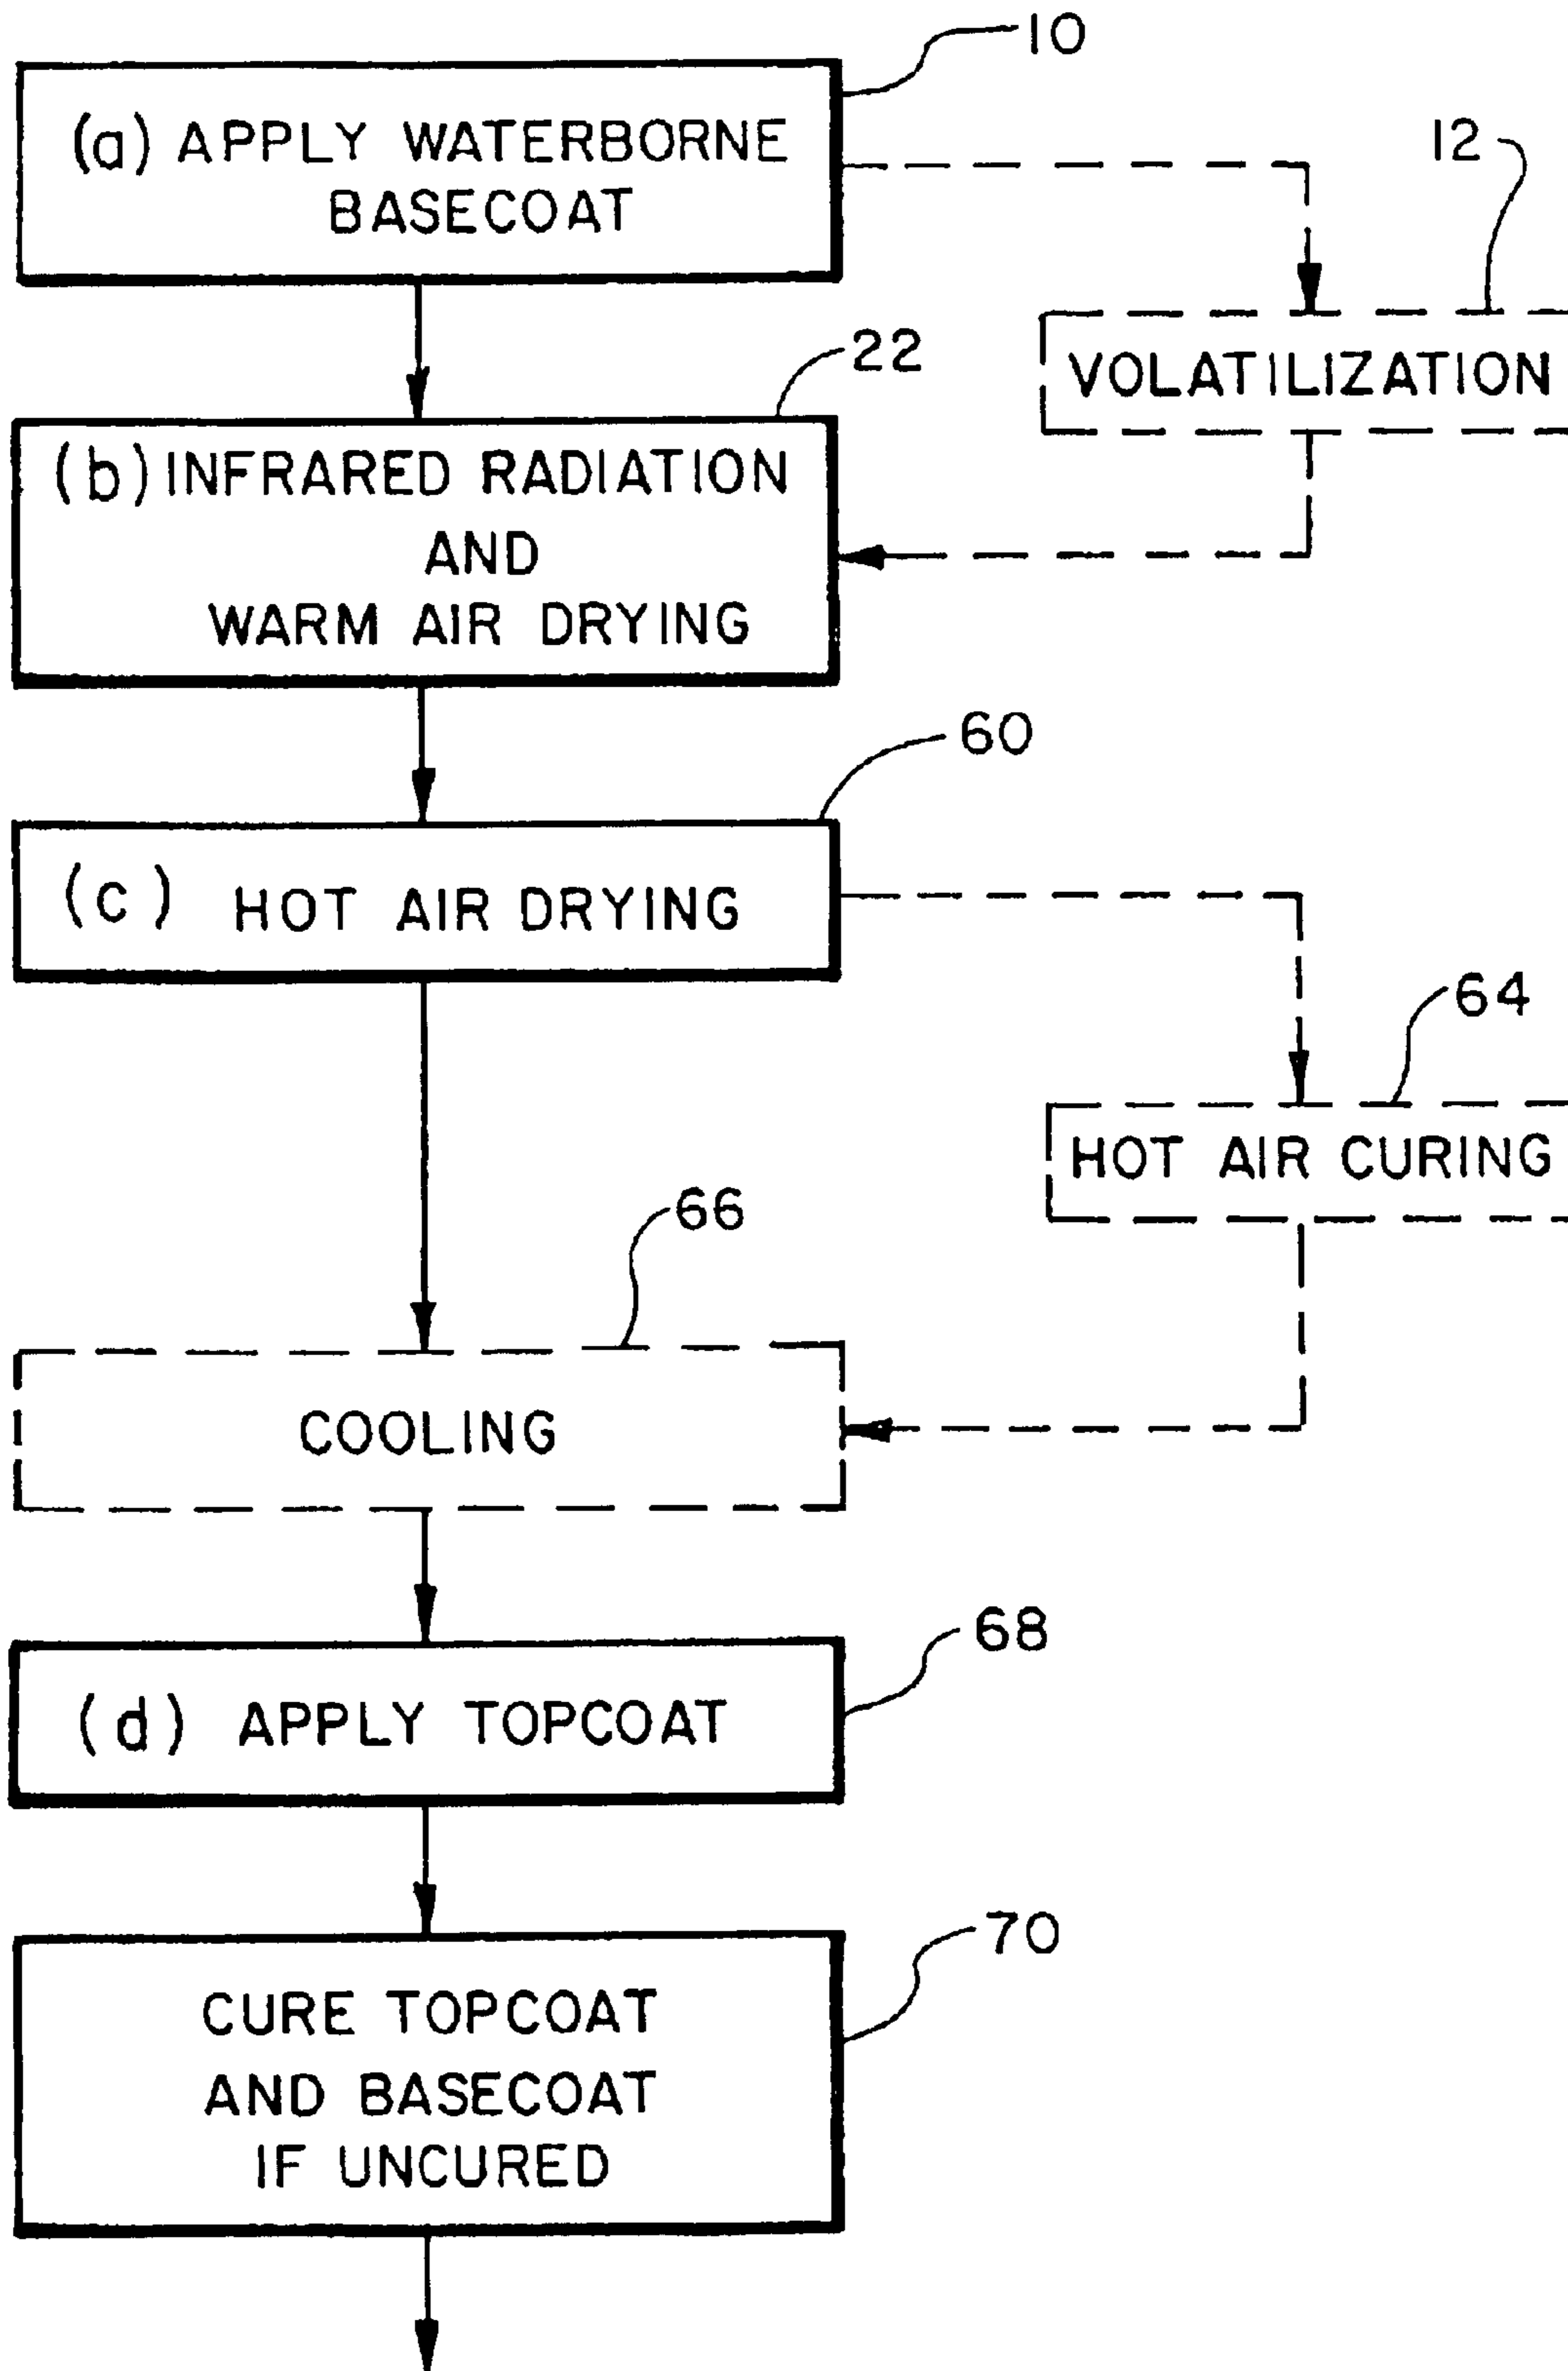 10
(a) APPLY WATERBORNE
BASECOAT
12
VOLATILIZATION
22
(b) INFRARED RADIATION
AND
WARM AIR DRYING
60
(c) HOT AIR DRYING
64
HOT AIR CURING
66
COOLING
68
(d) APPLY TOPCOAT
70
CURE TOPCOAT
AND BASECOAT
IF UNCURED